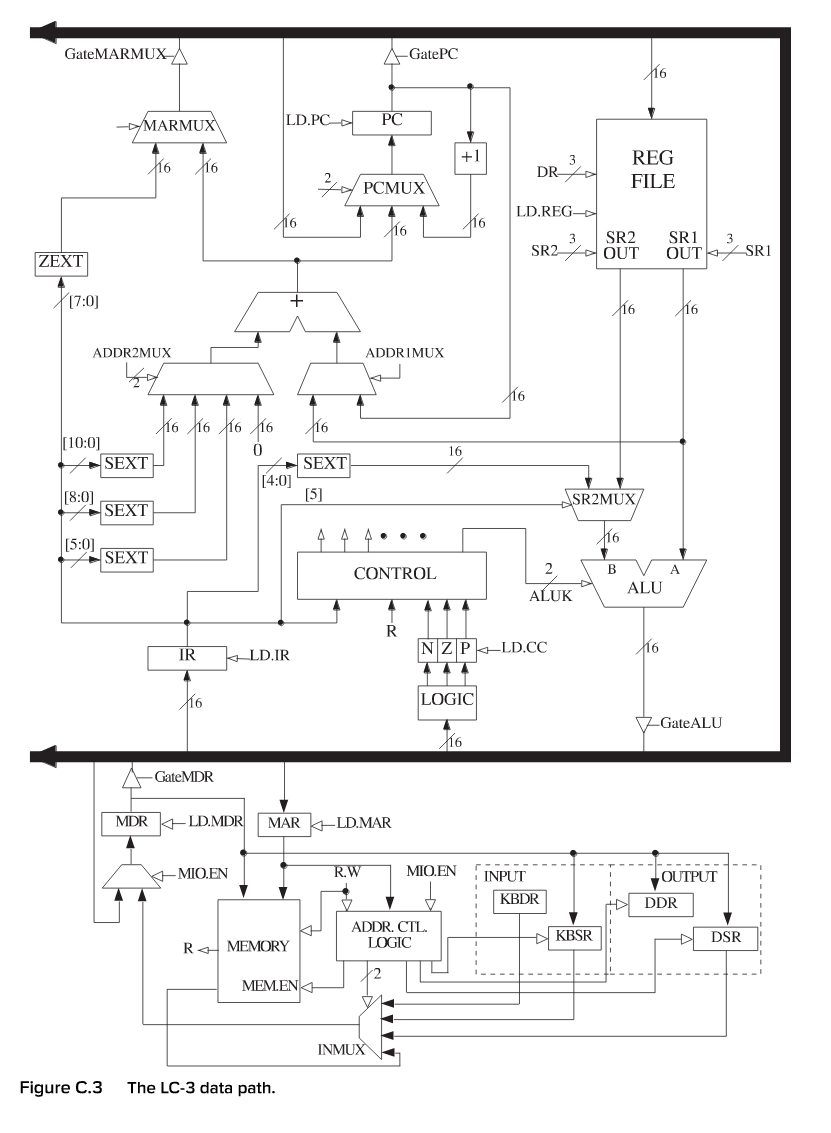 GateMARMUX
GatePC
16
MARMUX
LD.PC
PC
+1
REG
FILE
DR
3
LD.REG
16
16
2
PCMUX
16
16
16
SR2
3
SR2
OUT
SR1
OUT
3
SR1
ZEXT
[7:0]
+
16
16
ADDR2MUX
2
ADDR1MUX
16
16
16
16
16
0
16
[10:0]
SEXT
[4:0]
SEXT
16
[8:0]
SEXT
[5]
SR2MUX
16
[5:0]
SEXT
CONTROL
2
ALUK
B
A
ALU
R
N Z P
LD.CC
IR
LD.IR
16
LOGIC
16
16
GateALU
GateMDR
MDR
LD.MDR
MAR
LD.MAR
MIO.EN
R.W
MIO.EN
INPUT
OUTPUT
KBDR
DDR
MEMORY
R
ADDR. CTL.
LOGIC
KBSR
DSR
MEM.EN
2
INMUX
Figure C.3 The LC-3 data path.